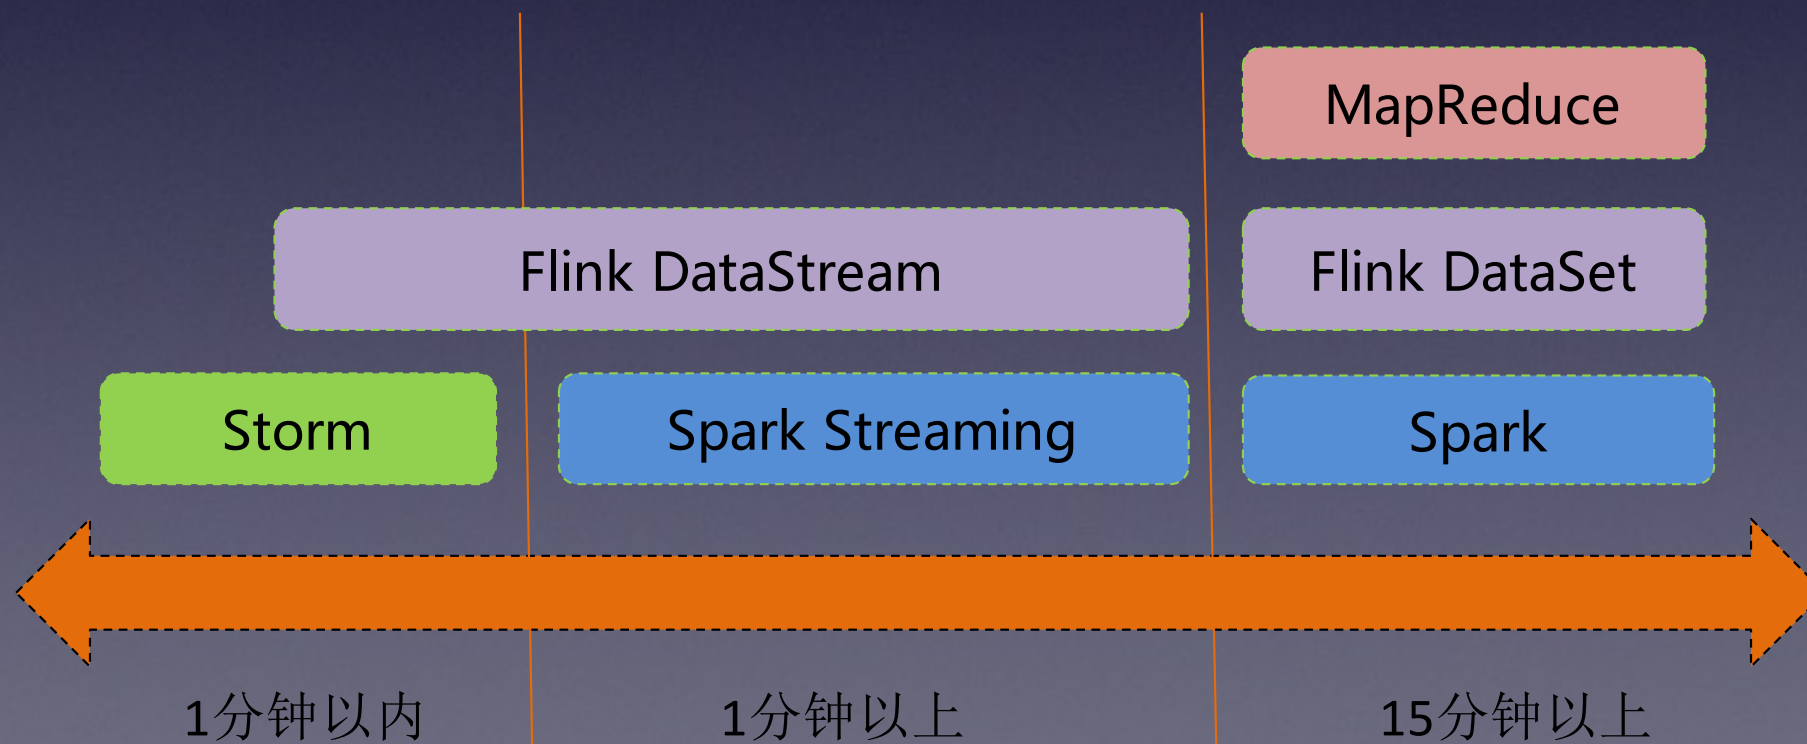 MapReduce
Flink DataStream
Flink DataSet
Storm
Spark Streaming
Spark
1分钟以内
1分钟以上
15分钟以上